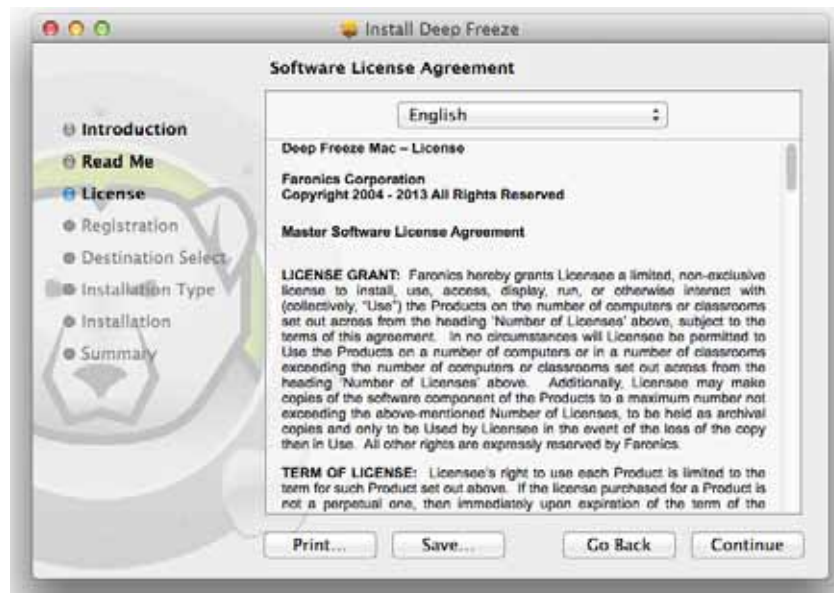 Install Deep Freeze
Software License Agreement
Introduction
Read Me
License
Registration
Destination Select
Installation Type
Installation
Summary
English
Deep Freeze Mac – License
Faronics Corporation
Copyright 2004 - 2013 All Rights Reserved
Master Software License Agreement
LICENSE GRANT: Faronics hereby grants Licensee a limited, non-exclusive
license to install, use, access, display, run, or otherwise interact with
(collectively, "Use") the Products on the number of computers or classrooms
set out across from the heading 'Number of Licenses' above, subject to the
terms of this agreement. In no circumstances will Licensee be permitted to
Use the Products on a number of computers or in a number of classrooms
exceeding the number of computers or classrooms set out across from the
heading 'Number of Licenses' above. Additionally, Licensee may make
copies of the software component of the Products to a maximum number not
exceeding the above-mentioned Number of Licenses, to be held as archival
copies and only to be Used by Licensee in the event of the loss of the copy
then in Use. All other rights are expressly reserved by Faronics.
TERM OF LICENSE: Licensee's right to use each Product is limited to the
term for such Product set out above. If the license purchased for a Product is
not a perpetual one, then immediately upon expiration of the term of the
Print...
Save...
Go Back
Continue